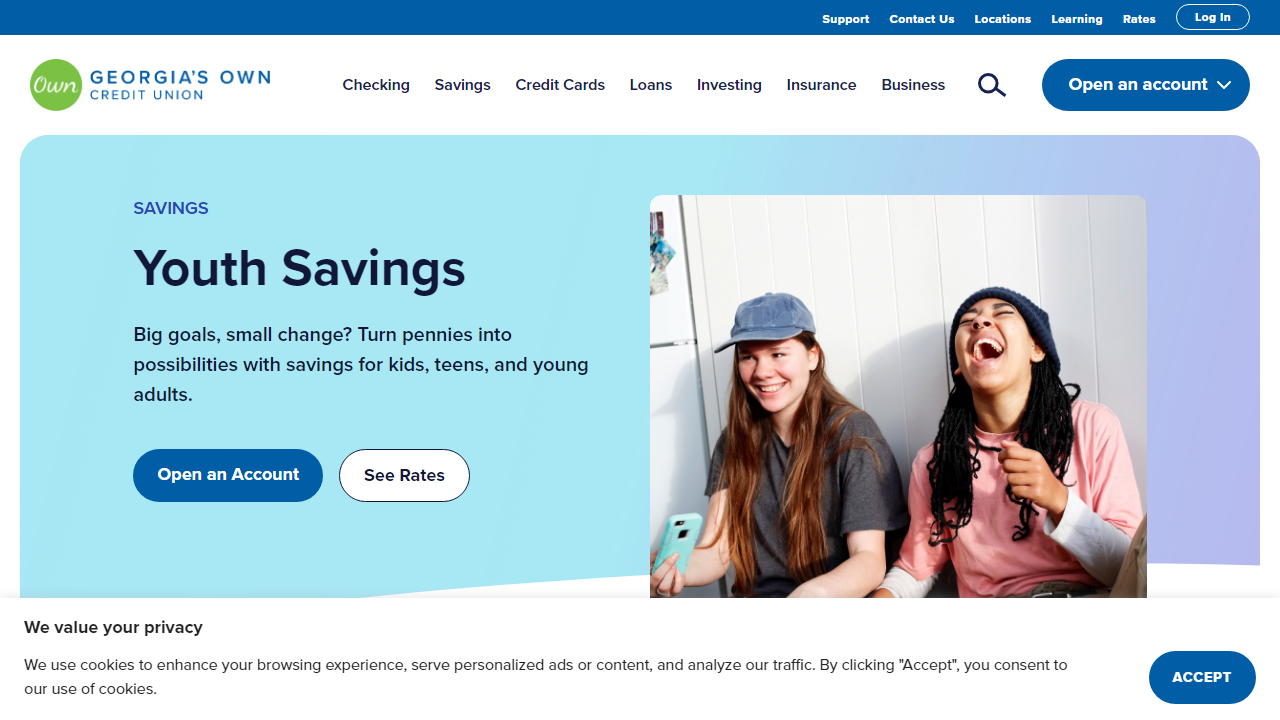 Support Contact Us Locations Learning Rates Log In
Own GEORGIA'S OWN
CREDIT UNION
Checking Savings Credit Cards Loans Investing Insurance Business
Open an account
SAVINGS
Youth Savings
Big goals, small change? Turn pennies into
possibilities with savings for kids, teens, and young
adults.
Open an Account See Rates
We value your privacy
We use cookies to enhance your browsing experience, serve personalized ads or content, and analyze our traffic. By clicking "Accept", you consent to
our use of cookies.
ACCEPT